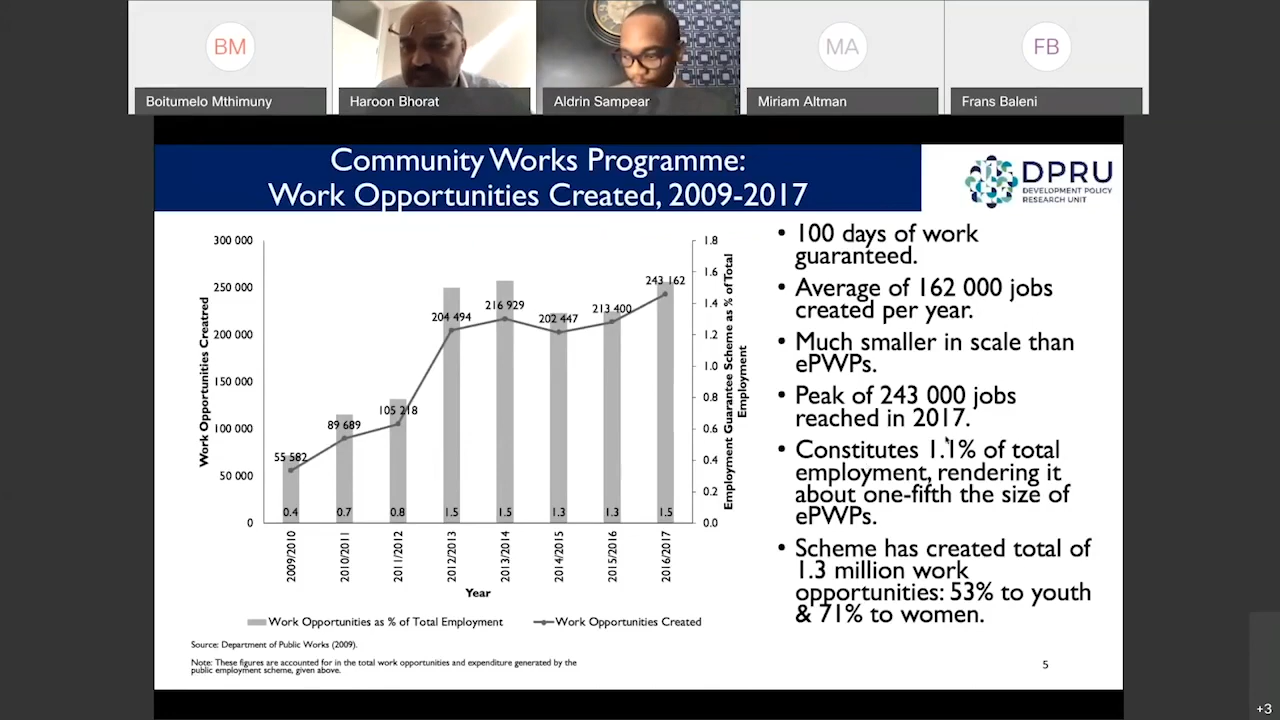 BM
MA
FB
Boitumelo Mthimuny
Haroon Bhorat
Aldrin Sampear
Miriam Altman
Frans Baleni
Community Works Programme:
Work Opportunities Created, 2009-2017
DPRU
DEVELOPMENT POLICY
RESEARCH UNIT
300 000
250 000
200 000
150 000
100 000
50 000
0
Work Opportunities Creatred
55 582
89 689
105 218
204 494
216 929
202 447
213 400
243 162
0.4
0.7
0.8
1.5
1.5
1.3
1.3
1.5
1.8
1.6
1.4
1.2
1.0
0.8
0.6
0.4
0.2
0.0
Employment Guarantee Scheme as % of Total
Employment
2009/2010
2010/2011
2011/2012
2012/2013
2013/2014
2014/2015
2015/2016
2016/2017
Year
Work Opportunities as % of Total Employment
Work Opportunities Created
Source: Department of Public Works (2009).
Note: These figures are accounted for in the total work opportunities and expenditure generated by the
public employment scheme, given above.
• 100 days of work
guaranteed.
• Average of 162 000 jobs
created per year.
• Much smaller in scale than
ePWPs.
• Peak of 243 000 jobs
reached in 2017.
• Constitutes 1.1% of total
employment, rendering it
about one-fifth the size of
ePWPs.
• Scheme has created total of
1.3 million work
opportunities: 53% to youth
& 71% to women.
5
+3